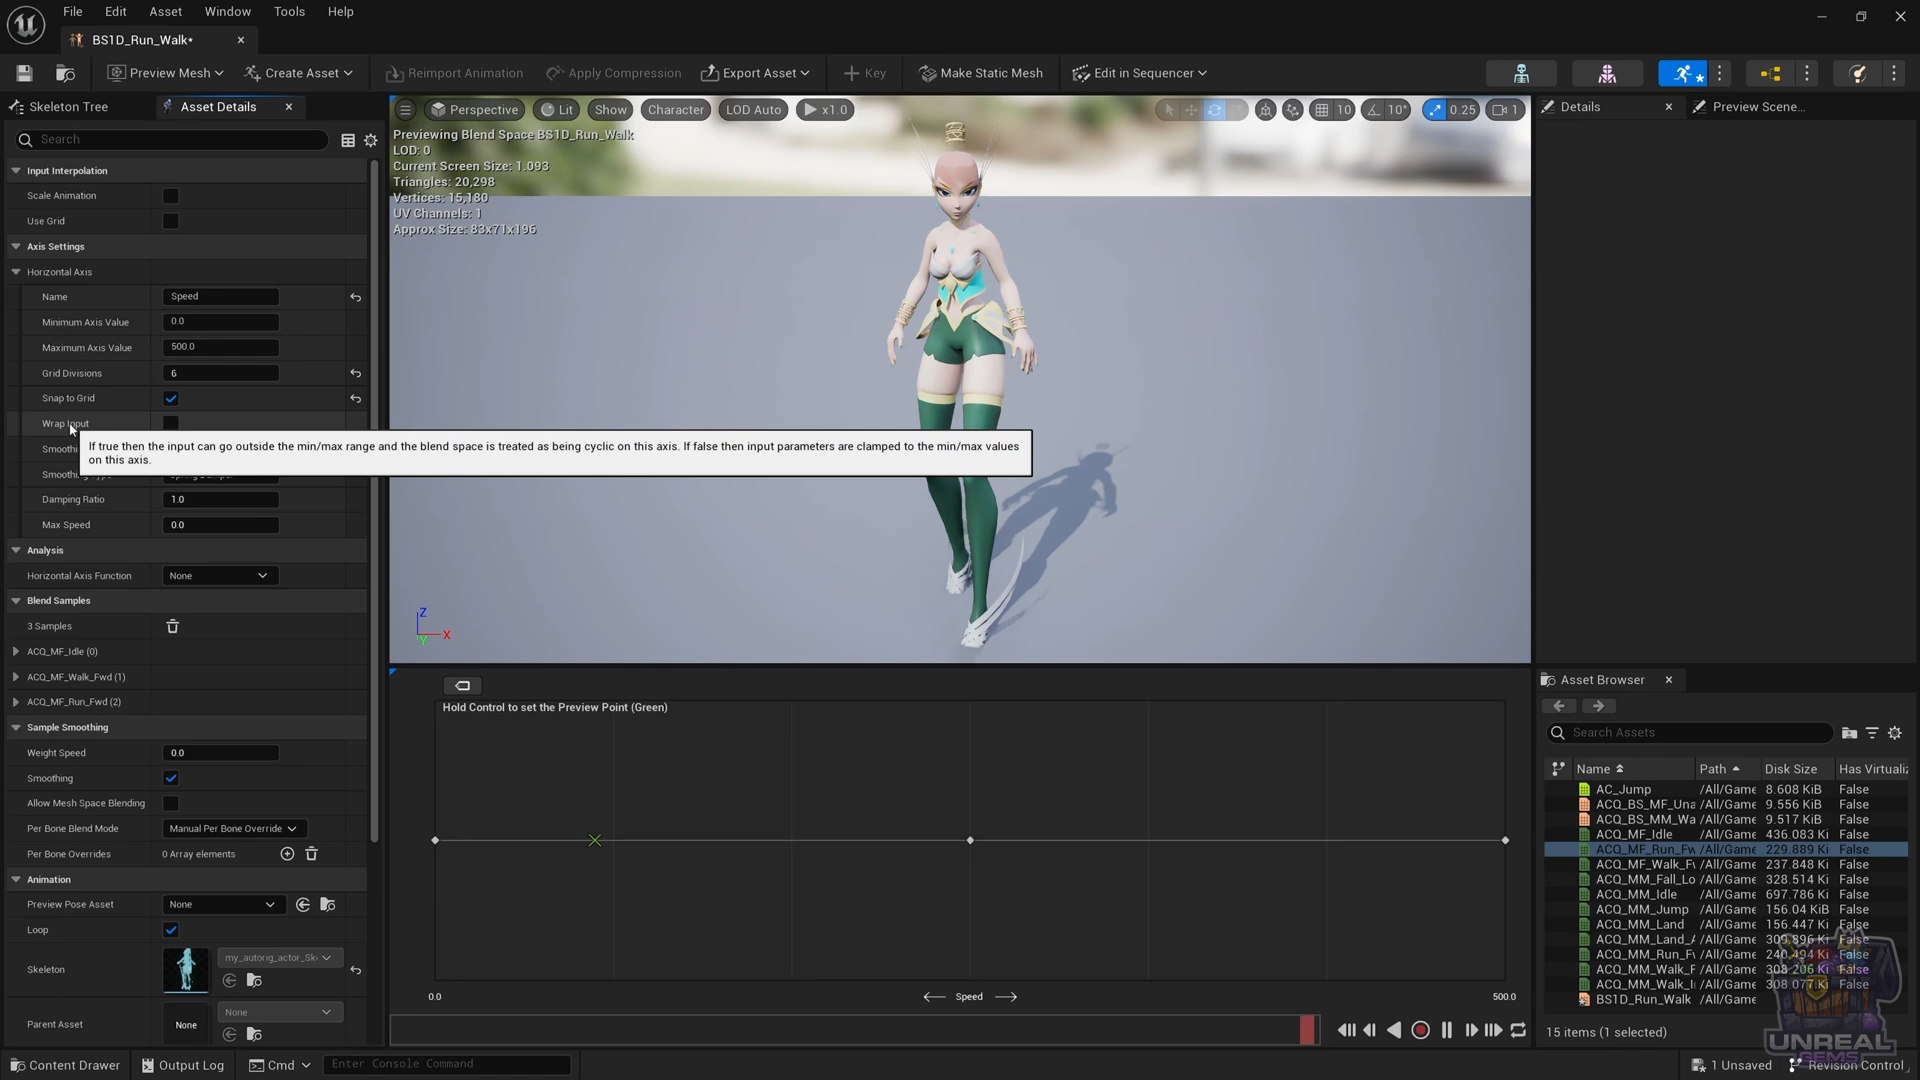 File Edit Asset Window Tools Help
BS1D_Run_Walk•
Preview Mesh Create Asset Reimport Animation Apply Compression Export Asset Key Make Static Mesh Edit in Sequencer
Skeleton Tree Asset Details
Search
Input Interpolation
Scale Animation
Use Grid
Axis Settings
Horizontal Axis
Name Speed
Minimum Axis Value 0.0
Maximum Axis Value 500.0
Grid Divisions 6
Snap to Grid
Wrap Input
If true then the input can go outside the min/max range and the blend space is treated as being cyclic on this axis. If false then input parameters are clamped to the min/max values
on this axis.
Damping Ratio 1.0
Max Speed 0.0
Analysis
Horizontal Axis Function None
Blend Samples
3 Samples
ACQ_MF_Idle (0)
ACQ_MF_Walk_Fwd (1)
ACQ_MF_Run_Fwd (2)
Sample Smoothing
Weight Speed 0.0
Smoothing
Allow Mesh Space Blending
Per Bone Blend Mode Manual Per Bone Override
Per Bone Overrides 0 Array elements
Animation
Preview Pose Asset None
Loop
Skeleton my_autorig_actor_Sk
Parent Asset None None
Perspective Lit Show Character LOD Auto x1.0 10 10° 0.25 1
Previewing Blend Space BS1D_Run_Walk
LOD: 0
Current Screen Size: 1.093
Triangles: 20,298
Vertices: 15,180
UV Channels: 1
Approx Size: 83x71x196
Z
X
Y
Hold Control to set the Preview Point (Green)
0.0 Speed 500.0
Details Preview Scene...
Asset Browser
Search Assets
Name Path Disk Size Has Virtualiz
AC_Jump /All/Game 8.608 KiB False
ACQ_BS_MF_Una /All/Game 9.556 KiB False
ACQ_BS_MM_Wa /All/Game 9.517 KiB False
ACQ_MF_Idle /All/Game 436.083 Ki False
ACQ_MF_Run_Fw /All/Game 229.889 Ki False
ACQ_MF_Walk_Fv /All/Game 237.848 Ki False
ACQ_MM_Fall_Lo /All/Game 328.514 Ki False
ACQ_MM_Idle /All/Game 697.786 Ki False
ACQ_MM_Jump /All/Game 156.04 KiB False
ACQ_MM_Land /All/Game 156.447 Ki False
ACQ_MM_Land_A /All/Game 309.896 Ki False
ACQ_MM_Run_Fv /All/Game 240.494 Ki False
ACQ_MM_Walk_F /All/Game 308.206 Ki False
ACQ_MM_Walk_I /All/Game 308.077 Ki False
BS1D_Run_Walk /All/Game
15 items (1 selected)
UNREAL
GEMS
Content Drawer Output Log Cmd Enter Console Command 1 Unsaved Revision Control